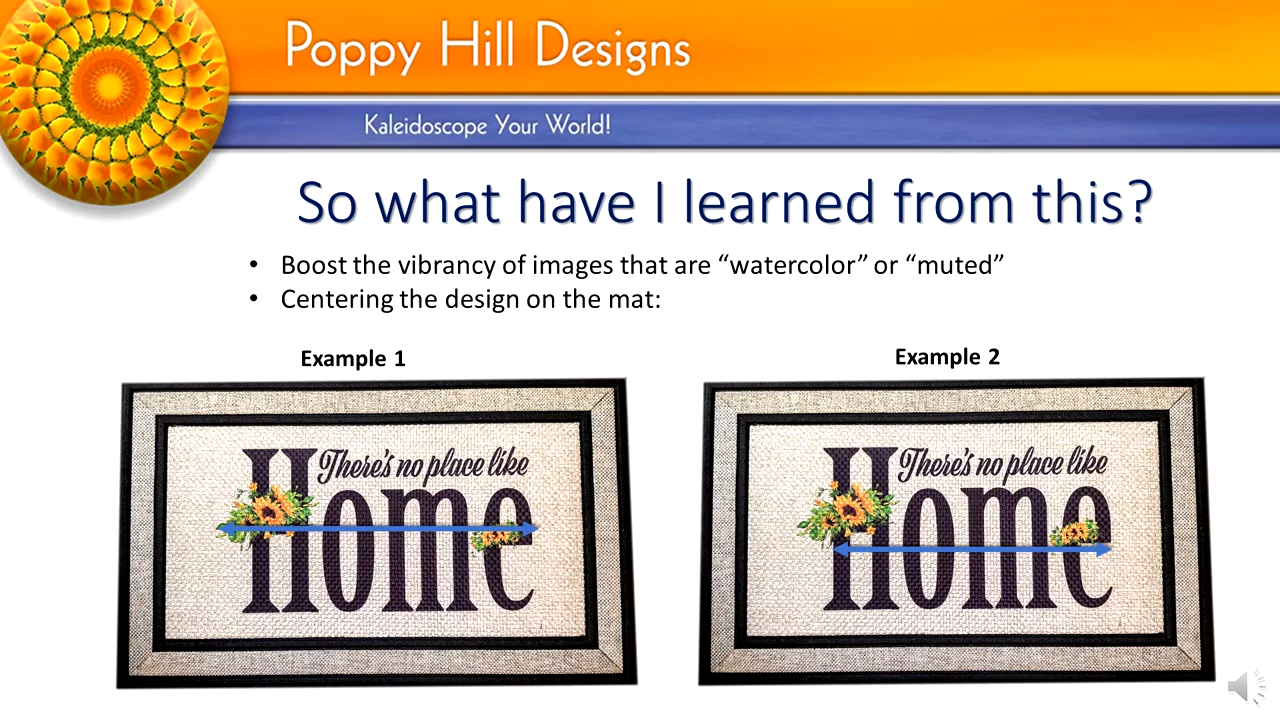 Poppy Hill Designs
Kaleidoscope Your World!
So what have I learned from this?
• Boost the vibrancy of images that are “watercolor” or “muted”
• Centering the design on the mat:
Example 1
Example 2
There's no place like
Home
There's no place like
Home